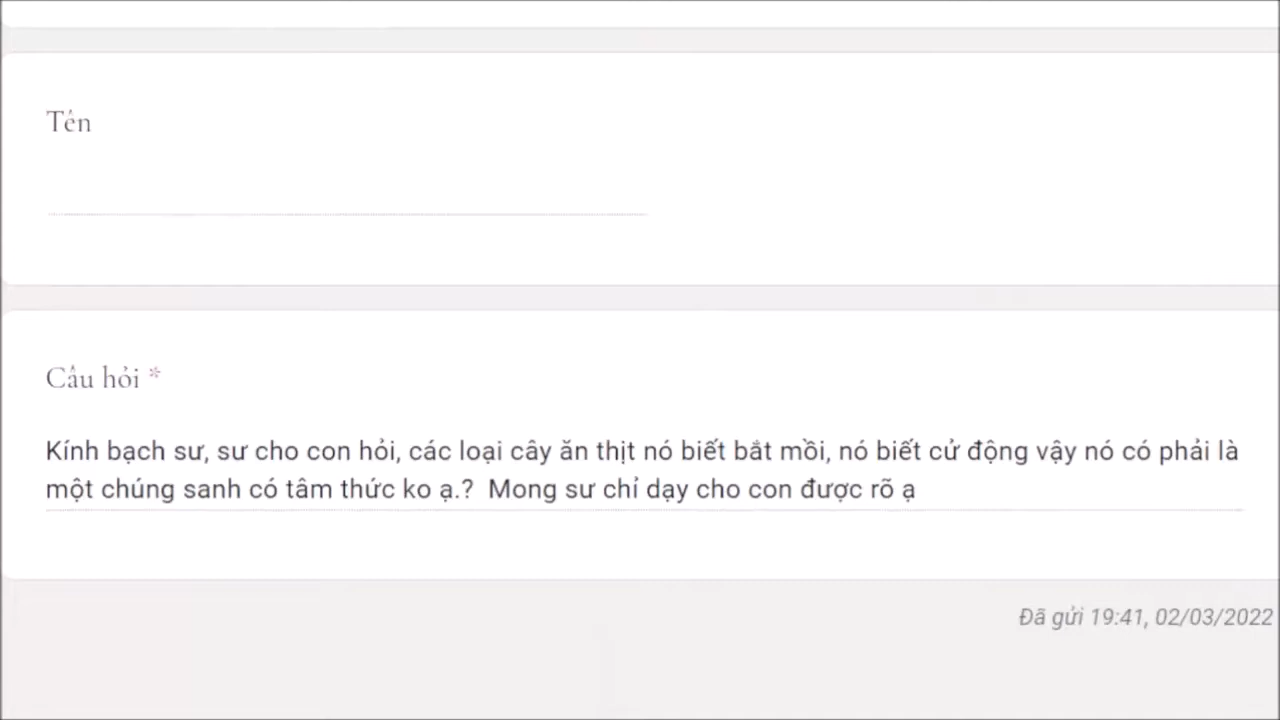 Tên
Câu hỏi *
Kính bạch sư, sư cho con hỏi, các loại cây ăn thịt nó biết bắt mồi, nó biết cử động vậy nó có phải là
một chúng sanh có tâm thức ko ạ.? Mong sư chỉ dạy cho con được rõ ạ
Đã gửi 19:41, 02/03/2022